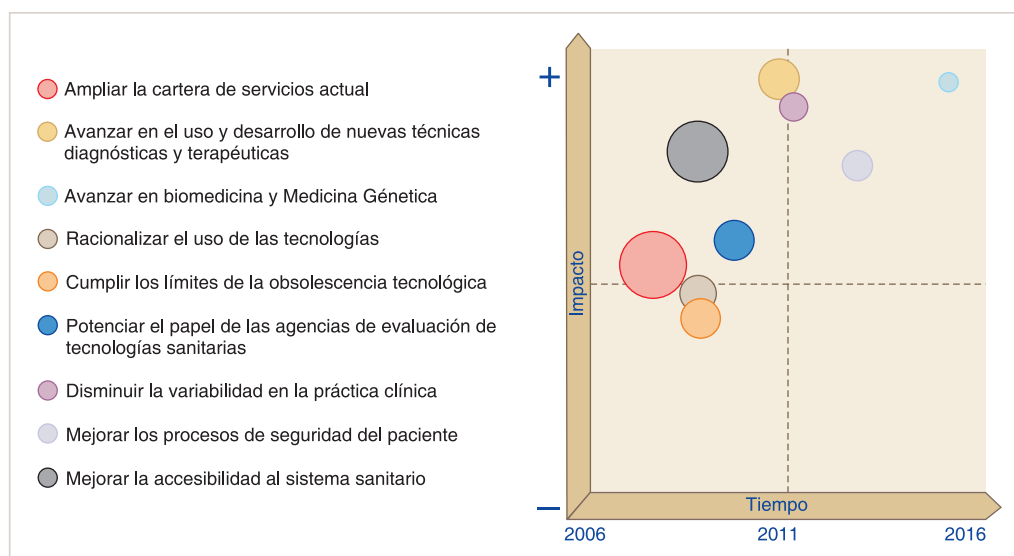 Ampliar la cartera de servicios actual
Avanzar en el uso y desarrollo de nuevas técnicas
diagnósticas y terapéuticas
Avanzar en biomedicina y Medicina Génetica
Racionalizar el uso de las tecnologías
Cumplir los límites de la obsolescencia tecnológica
Potenciar el papel de las agencias de evaluación de
tecnologías sanitarias
Disminuir la variabilidad en la práctica clínica
Mejorar los procesos de seguridad del paciente
Mejorar la accesibilidad al sistema sanitario
+
Impacto
–
Tiempo
2006
2011
2016